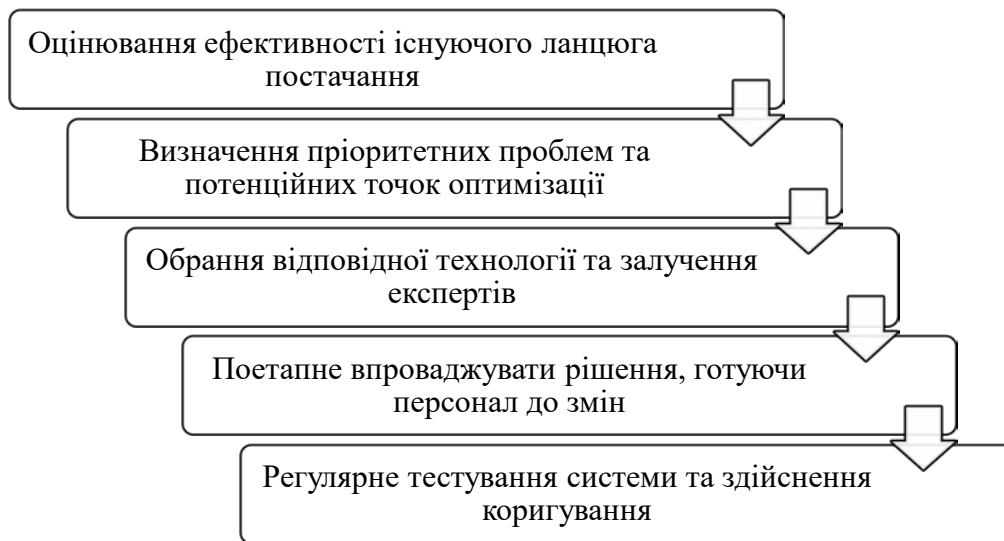 Оцінювання ефективності існуючого ланцюга
постачання
Визначення пріоритетних проблем та
потенційних точок оптимізації
Обрання відповідної технології та залучення
експертів
Поетапне впроваджувати рішення, готуючи
персонал до змін
Регулярне тестування системи та здійснення
коригування